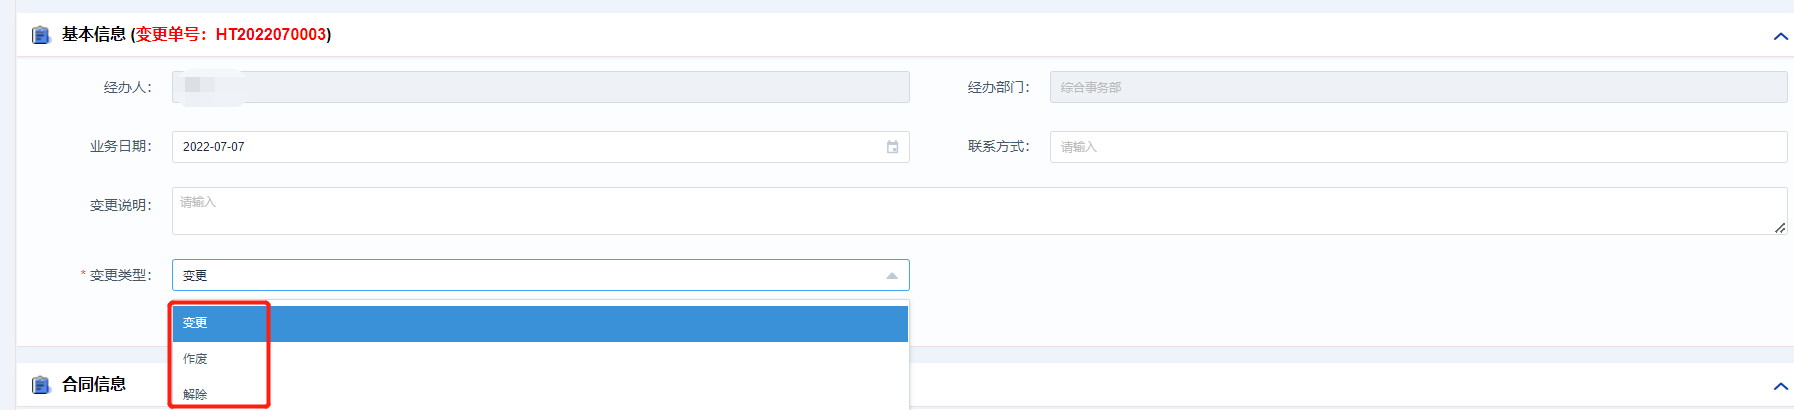 基本信息 (变更单号：HT2022070003)
经办人：
经办部门： 综合事务部
业务日期： 2022-07-07
联系方式： 请输入
变更说明： 请输入
* 变更类型： 变更
变更
作废
解除
合同信息